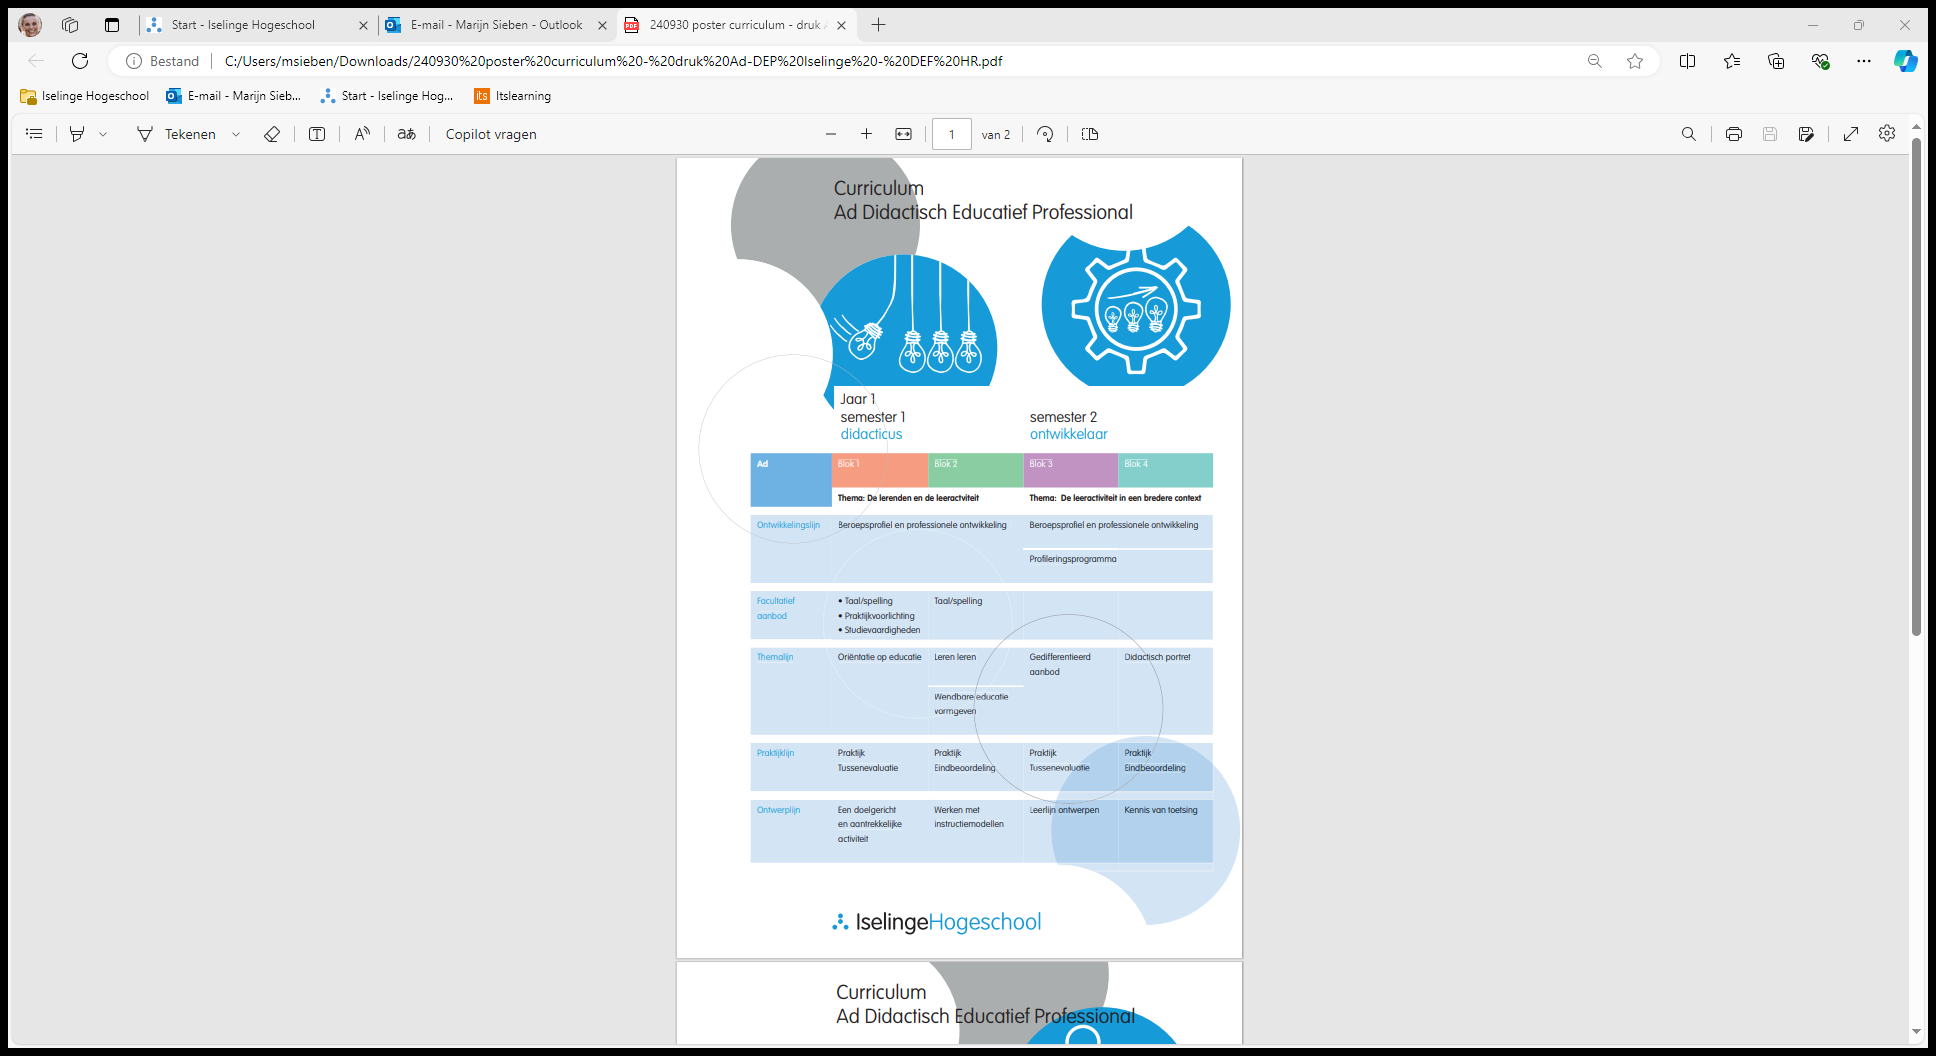 Start - Iselinge Hogeschool
E-mail - Marijn Sieben - Outlook
240930 poster curriculum - druk A
Bestand
C:/Users/msieben/Downloads/240930%20poster%20curriculum%20-%20druk%20Ad-DEP%20Iselinge%20-%20DEF%20HR.pdf
Iselinge Hogeschool
E-mail - Marijn Sieb...
Start - Iselinge Hog...
its
Itslearning
Tekenen
Copilot vragen
1 van 2
Curriculum
Ad Didactisch Educatief Professional
Jaar 1
semester 1
didacticus
semester 2
ontwikkelaar
Ad
Blok 1
Blok 2
Blok 3
Blok 4
Thema: De lerenden en de leeractviteit
Thema: De leeractiviteit in een bredere context
Ontwikkelingslijn
Beroepsprofiel en professionele ontwikkeling
Beroepsprofiel en professionele ontwikkeling
Profileringsprogramma
Facultatief
aanbod
• Taal/spelling
• Praktijkvoorlichting
• Studievaardigheden
Taal/spelling
Themalijn
Oriëntatie op educatie
Leren leren
Wendbare educatie
vormgeven
Gedifferentieerd
aanbod
Didactisch portret
Praktijklijn
Praktijk
Tussenevaluatie
Praktijk
Eindbeoordeling
Praktijk
Tussenevaluatie
Praktijk
Eindbeoordeling
Ontwerplijn
Een doelgericht
en aantrekkelijke
activiteit
Werken met
instructiemodellen
Leerlijn ontwerpen
Kennis van toetsing
IselingeHogeschool
Curriculum
Ad Didactisch Educatief Professional